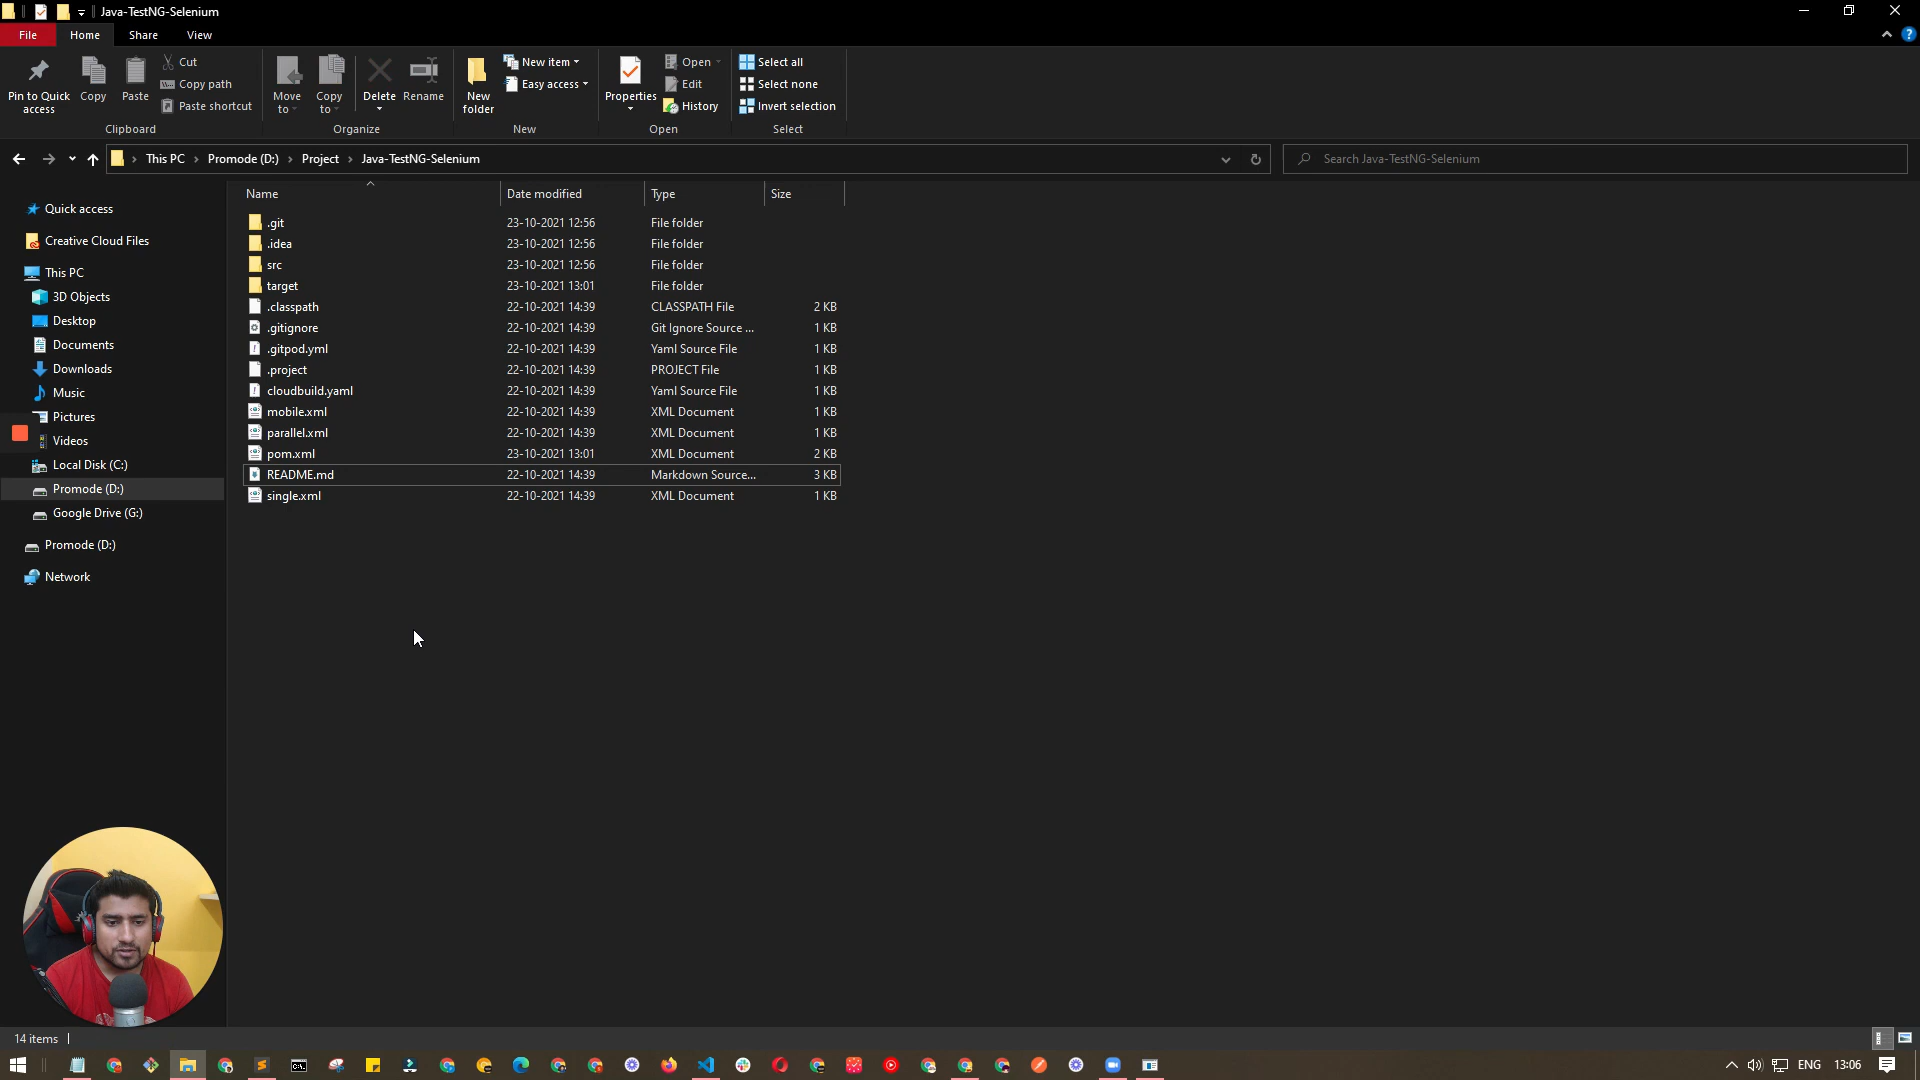 Java-TestNG-Selenium
File Home Share View
Pin to Quick access
Copy
Paste
Cut
Copy path
Paste shortcut
Clipboard
Move to
Copy to
Delete
Rename
Organize
New folder
New item
Easy access
New
Properties
Open
Edit
History
Open
Select all
Select none
Invert selection
Select
This PC › Promode (D:) › Project › Java-TestNG-Selenium
Search Java-TestNG-Selenium
Quick access
Creative Cloud Files
This PC
3D Objects
Desktop
Documents
Downloads
Music
Pictures
Videos
Local Disk (C:)
Promode (D:)
Google Drive (G:)
Promode (D:)
Network
Name Date modified Type Size
.git 23-10-2021 12:56 File folder
.idea 23-10-2021 12:56 File folder
src 23-10-2021 12:56 File folder
target 23-10-2021 13:01 File folder
.classpath 22-10-2021 14:39 CLASSPATH File 2 KB
.gitignore 22-10-2021 14:39 Git Ignore Source ... 1 KB
.gitpod.yml 22-10-2021 14:39 Yaml Source File 1 KB
.project 22-10-2021 14:39 PROJECT File 1 KB
cloudbuild.yaml 22-10-2021 14:39 Yaml Source File 1 KB
mobile.xml 22-10-2021 14:39 XML Document 1 KB
parallel.xml 22-10-2021 14:39 XML Document 1 KB
pom.xml 23-10-2021 13:01 XML Document 2 KB
README.md 22-10-2021 14:39 Markdown Source... 3 KB
single.xml 22-10-2021 14:39 XML Document 1 KB
14 items
ENG 13:06